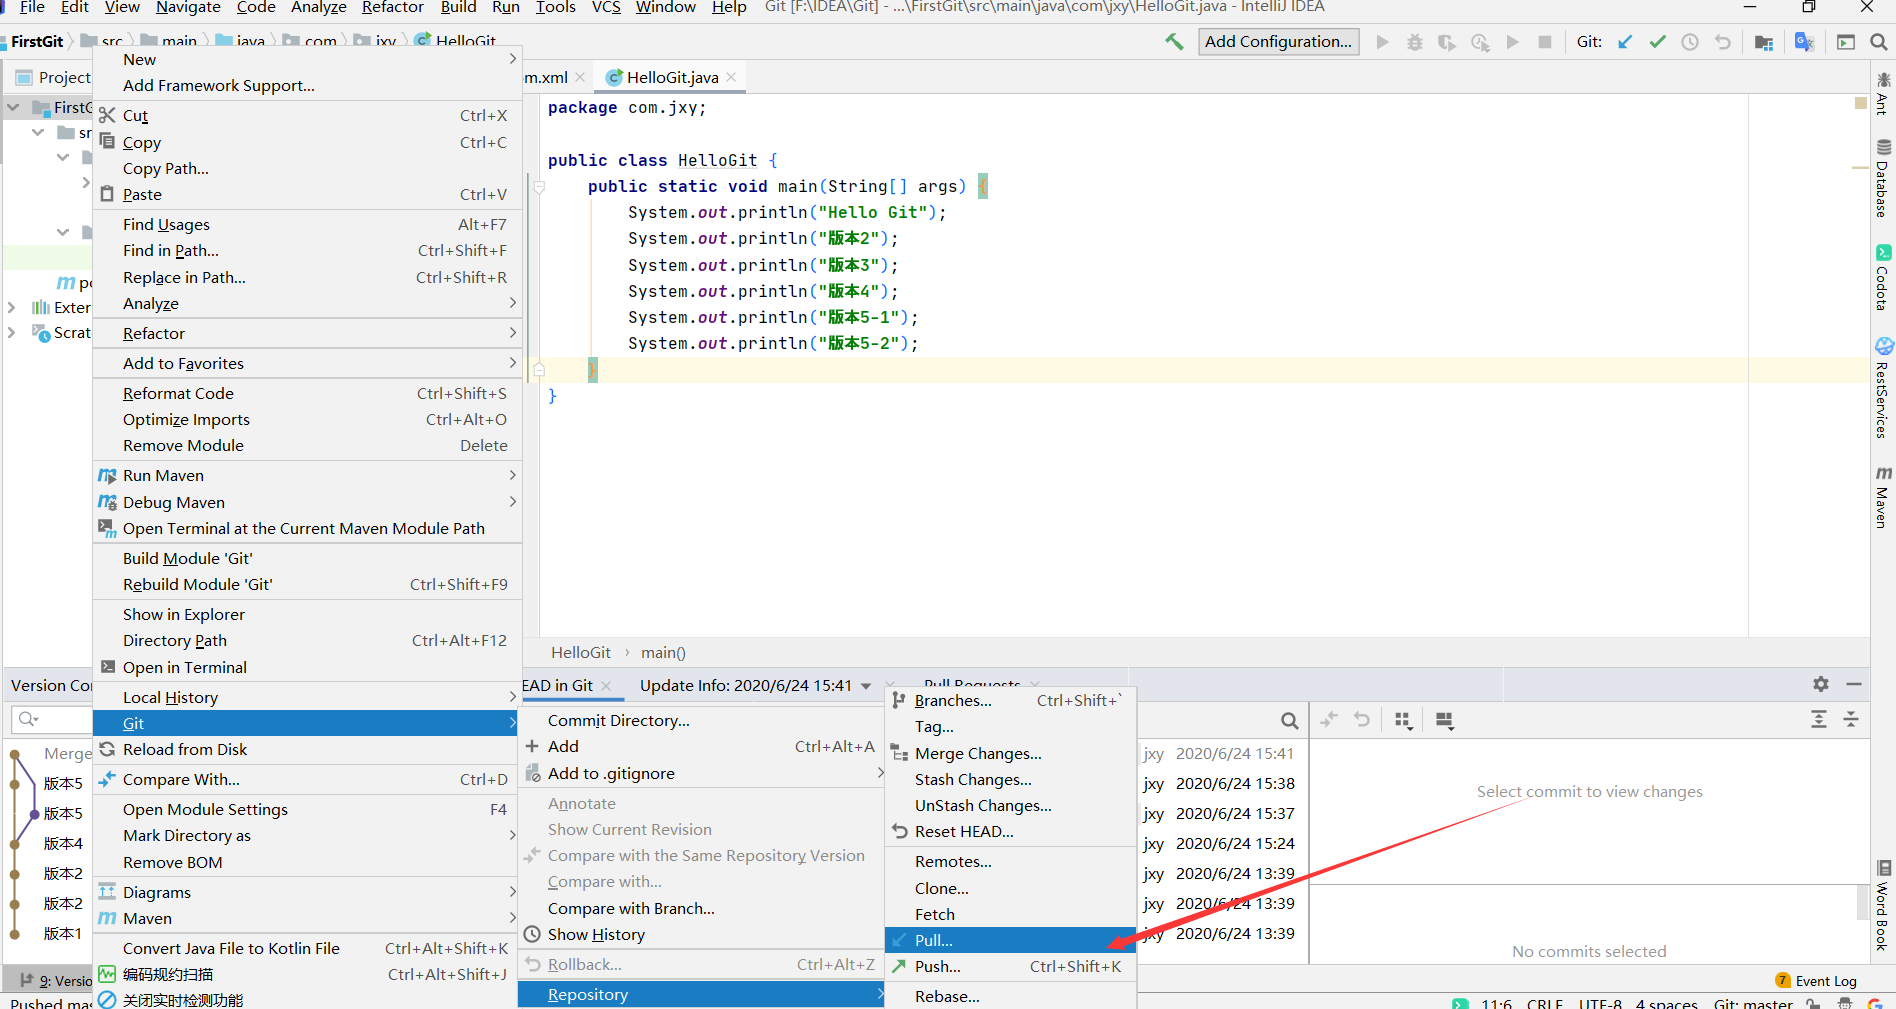 File Edit View Navigate Code Analyze Refactor Build Run Tools VCS Window Help Git [F:\IDEA\Git] - ...\FirstGit\src\main\java\com\jxy\HelloGit.java - IntelliJ IDEA
FirstGit src main java com jxy HelloGit Add Configuration... Git:
Project
FirstG
sr
po
Exter
Scrat
New
Add Framework Support...
Cut Ctrl+X
Copy Ctrl+C
Copy Path...
Paste Ctrl+V
Find Usages Alt+F7
Find in Path... Ctrl+Shift+F
Replace in Path... Ctrl+Shift+R
Analyze
Refactor
Add to Favorites
Reformat Code Ctrl+Shift+S
Optimize Imports Ctrl+Alt+O
Remove Module Delete
Run Maven
Debug Maven
Open Terminal at the Current Maven Module Path
Build Module 'Git'
Rebuild Module 'Git' Ctrl+Shift+F9
Show in Explorer
Directory Path Ctrl+Alt+F12
Open in Terminal
Local History
Git
Reload from Disk
Compare With... Ctrl+D
Open Module Settings F4
Mark Directory as
Remove BOM
Diagrams
Maven
Convert Java File to Kotlin File Ctrl+Alt+Shift+K
编码规约扫描 Ctrl+Alt+Shift+J
关闭实时检测功能
om.xml HelloGit.java
package com.jxy;
public class HelloGit {
public static void main(String[] args) {
System.out.println("Hello Git");
System.out.println("版本2");
System.out.println("版本3");
System.out.println("版本4");
System.out.println("版本5-1");
System.out.println("版本5-2");
}
}
HelloGit main()
Ant
Database
Codota
RestServices
Maven
Word Book
Version Co
EAD in Git Update Info: 2020/6/24 15:41 Pull Requests
Merge
版本5
版本5
版本4
版本2
版本2
版本1
Commit Directory...
Add Ctrl+Alt+A
Add to .gitignore
Annotate
Show Current Revision
Compare with the Same Repository Version
Compare with...
Compare with Branch...
Show History
Rollback... Ctrl+Alt+Z
Repository
Branches... Ctrl+Shift+`
Tag...
Merge Changes...
Stash Changes...
UnStash Changes...
Reset HEAD...
Remotes...
Clone...
Fetch
Pull...
Push... Ctrl+Shift+K
Rebase...
jxy 2020/6/24 15:41
jxy 2020/6/24 15:38
jxy 2020/6/24 15:37
jxy 2020/6/24 15:24
jxy 2020/6/24 13:39
jxy 2020/6/24 13:39
jxy 2020/6/24 13:39
Select commit to view changes
No commits selected
9: Versio
7 Event Log
Pushed mas
11:6 CRLF UTF-8 4 spaces Git: master